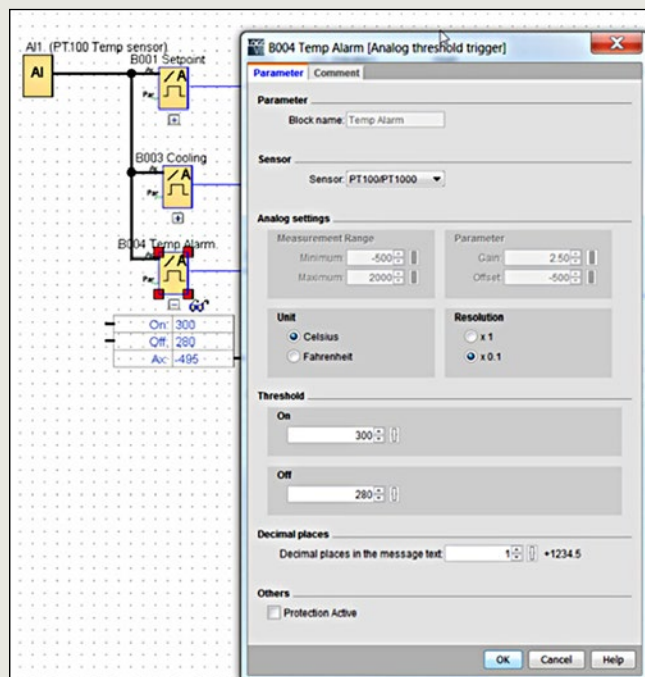 AI1. (PT100 Temp sensor)
AI
B001 Setpoint
/A
Par
B003 Cooling
/A
Par
B004 Temp Alarm.
/A
Par
On: 300
Off: 280
Ax: -495
B004 Temp Alarm [Analog threshold trigger]
Parameter Comment
Parameter
Block name: Temp Alarm
Sensor
Sensor: PT100/PT1000
Analog settings
Measurement Range
Minimum: -500
Maximum: 2000
Parameter
Gain: 2.50
Offset: -500
Unit
Celsius
Fahrenheit
Resolution
x 1
x 0.1
Threshold
On
300
Off
280
Decimal places
Decimal places in the message text: 1 +1234.5
Others
Protection Active
OK Cancel Help